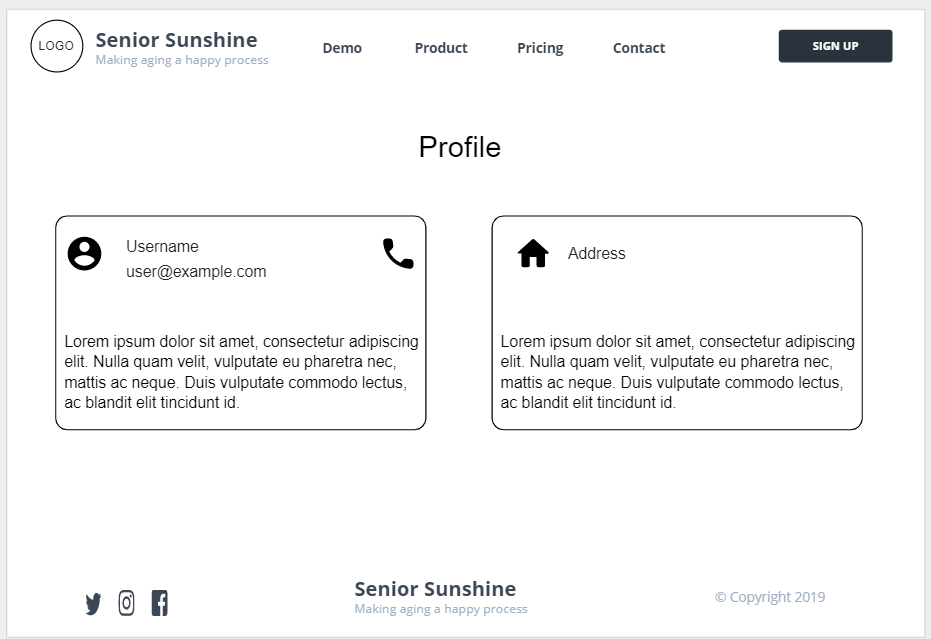 LOGO
Senior Sunshine
Making aging a happy process
Demo
Product
Pricing
Contact
SIGN UP
Profile
Username
user@example.com
Lorem ipsum dolor sit amet, consectetur adipiscing
elit. Nulla quam velit, vulputate eu pharetra nec,
mattis ac neque. Duis vulputate commodo lectus,
ac blandit elit tincidunt id.
Address
Lorem ipsum dolor sit amet, consectetur adipiscing
elit. Nulla quam velit, vulputate eu pharetra nec,
mattis ac neque. Duis vulputate commodo lectus,
ac blandit elit tincidunt id.
Senior Sunshine
Making aging a happy process
© Copyright 2019